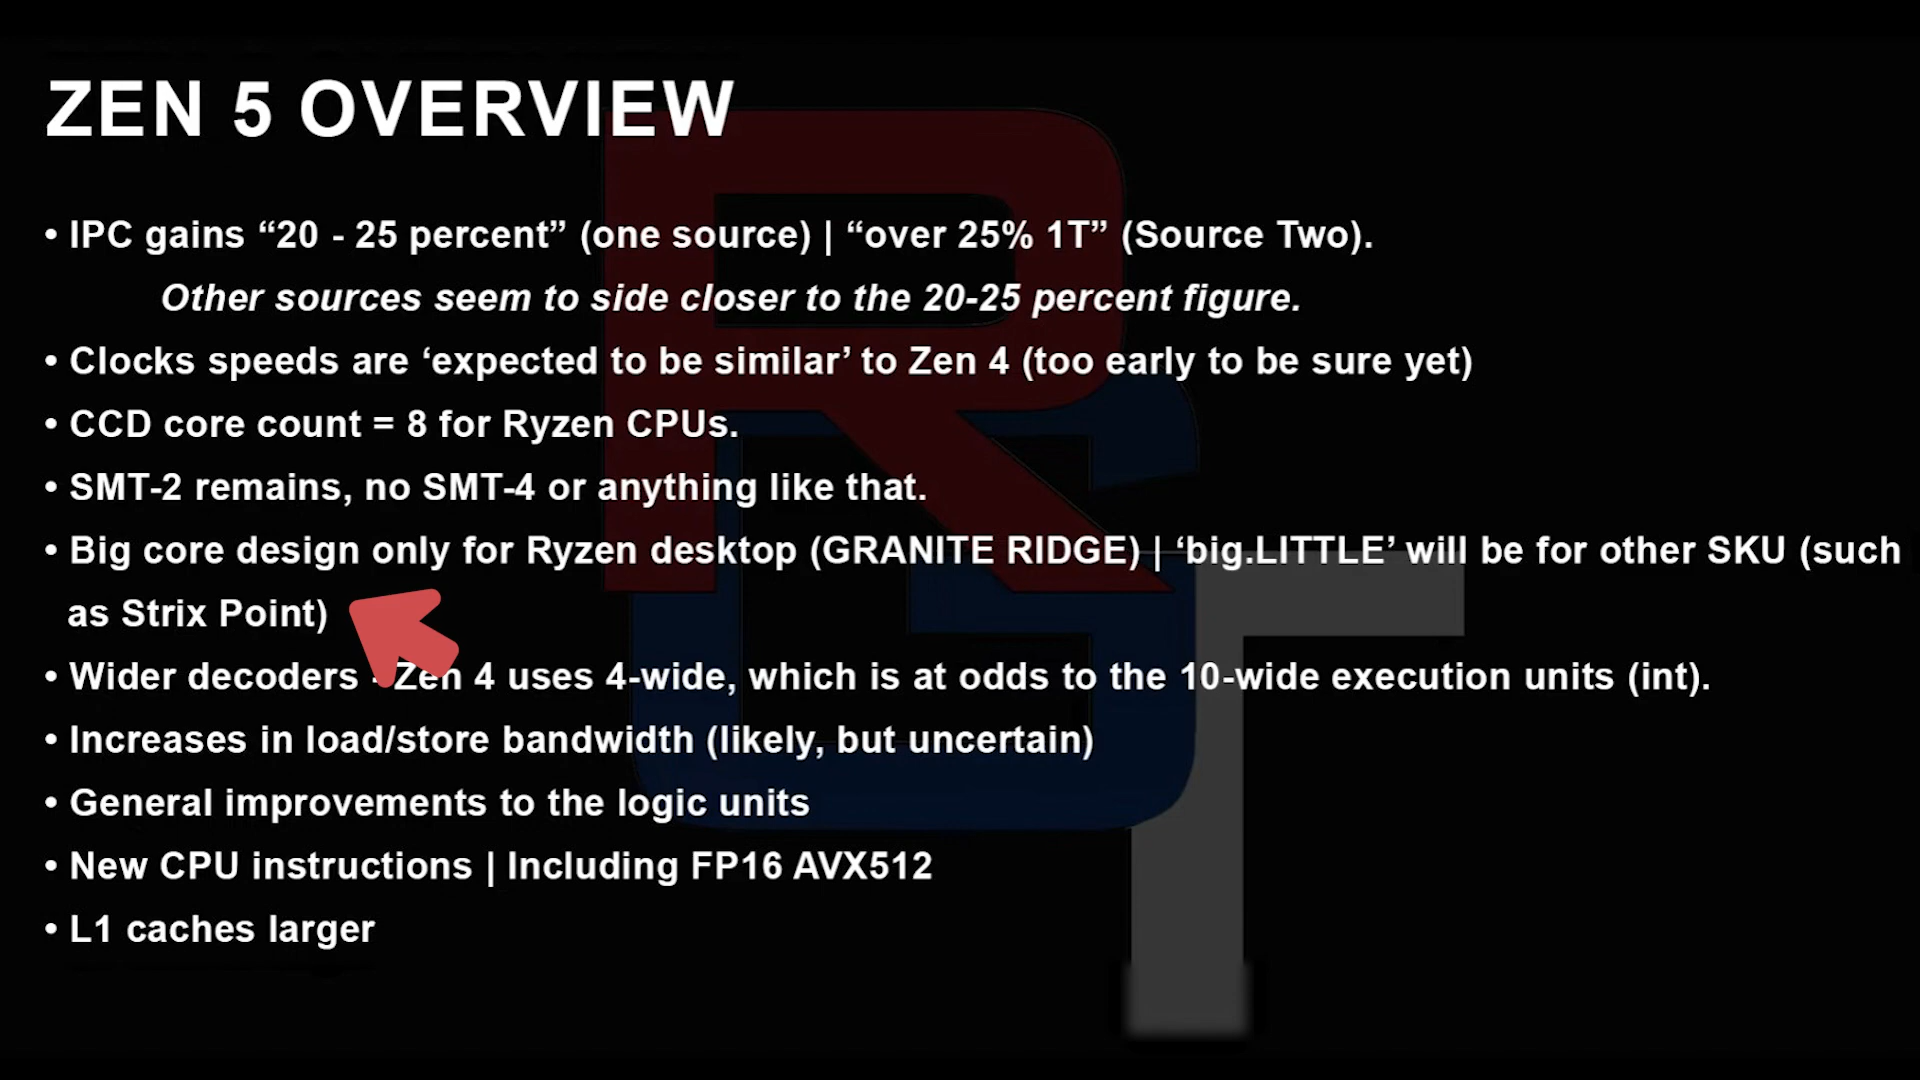 ZEN 5 OVERVIEW
• IPC gains “20 - 25 percent” (one source) | “over 25% 1T” (Source Two).
Other sources seem to side closer to the 20-25 percent figure.
• Clocks speeds are ‘expected to be similar’ to Zen 4 (too early to be sure yet)
• CCD core count = 8 for Ryzen CPUs.
• SMT-2 remains, no SMT-4 or anything like that.
• Big core design only for Ryzen desktop (GRANITE RIDGE) | ‘big.LITTLE’ will be for other SKU (such
as Strix Point)
• Wider decoders - Zen 4 uses 4-wide, which is at odds to the 10-wide execution units (int).
• Increases in load/store bandwidth (likely, but uncertain)
• General improvements to the logic units
• New CPU instructions | Including FP16 AVX512
• L1 caches larger
RGT